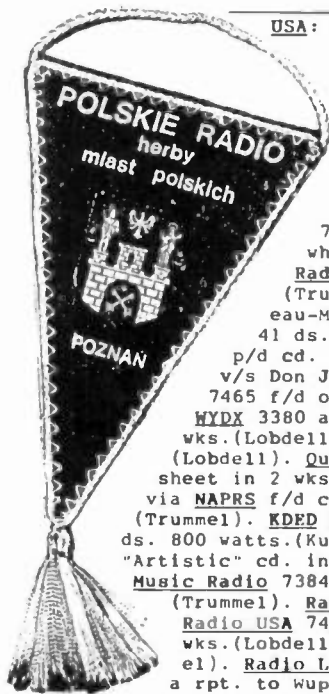 USA:
POLSKIE RADIO
herby
miast polskich
POZNAŃ
7
wh
Rad
(Tru
eau-M
41 ds.
p/d cd.
v/s Don J
7465 f/d o
WYDX 3380 a
wks.(Lobdell
(Lobdell). Qu
sheet in 2 wks
via NAPRS f/d c
(Trummel). KDED
ds. 800 watts.(Ku
"Artistic" cd. in
Music Radio 7384
(Trummel). Ra
Radio USA 74
wks.(Lobdell
el). Radio L
a rpt. to Wup